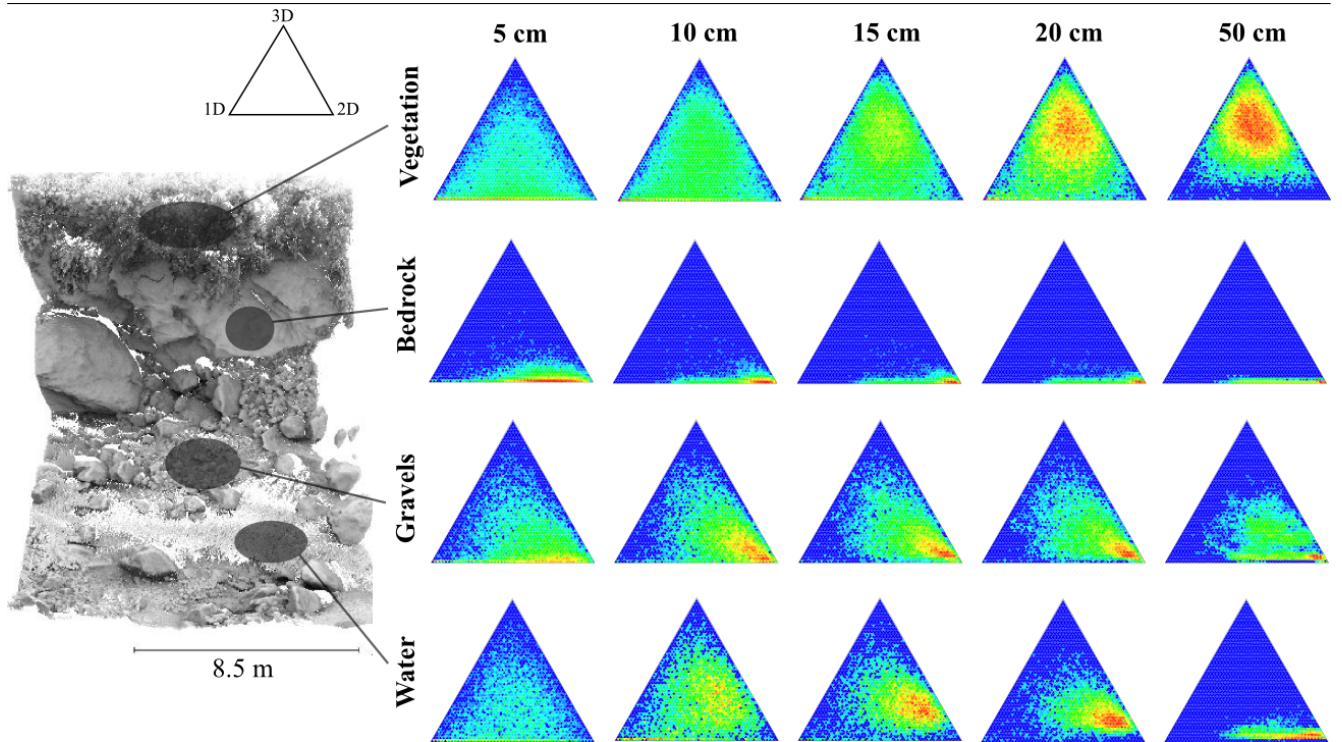 3D
1D 2D
5 cm 10 cm 15 cm 20 cm 50 cm
Vegetation
Bedrock
Gravels
Water
8.5 m